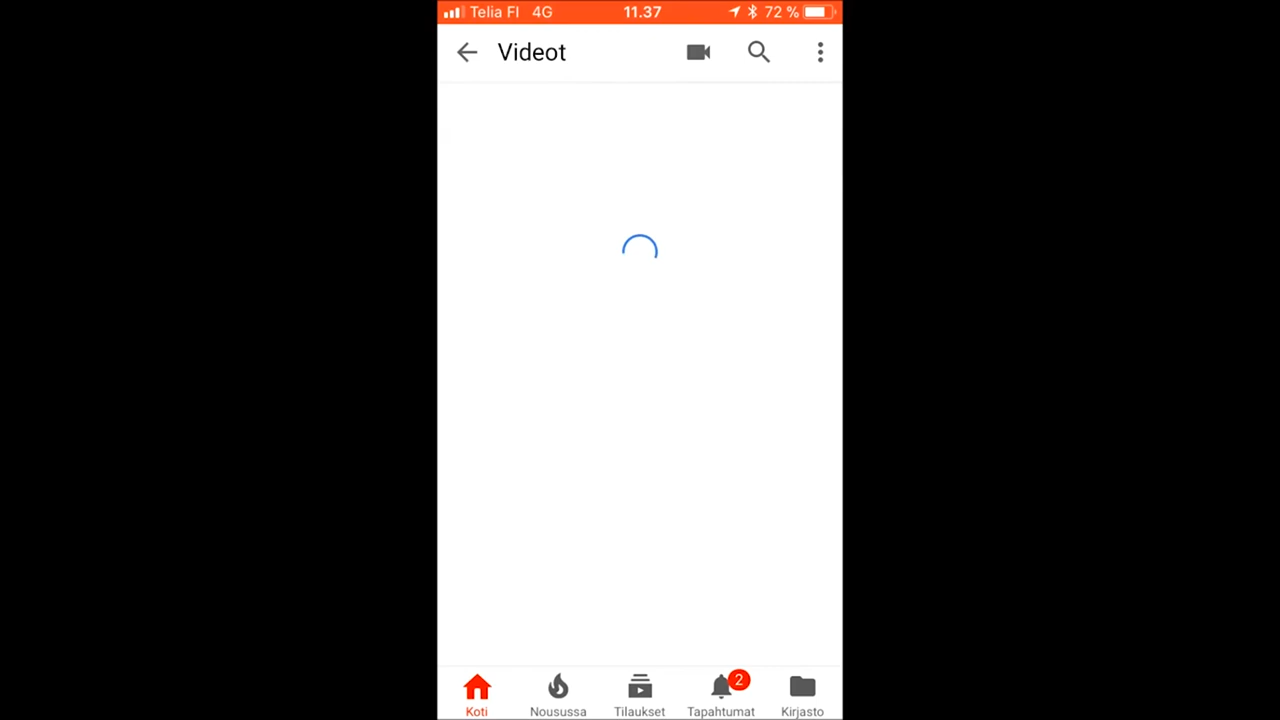 Telia FI 4G 11.37 72 %
Videot
2
Koti Nousussa Tilaukset Tapahtumat Kirjasto